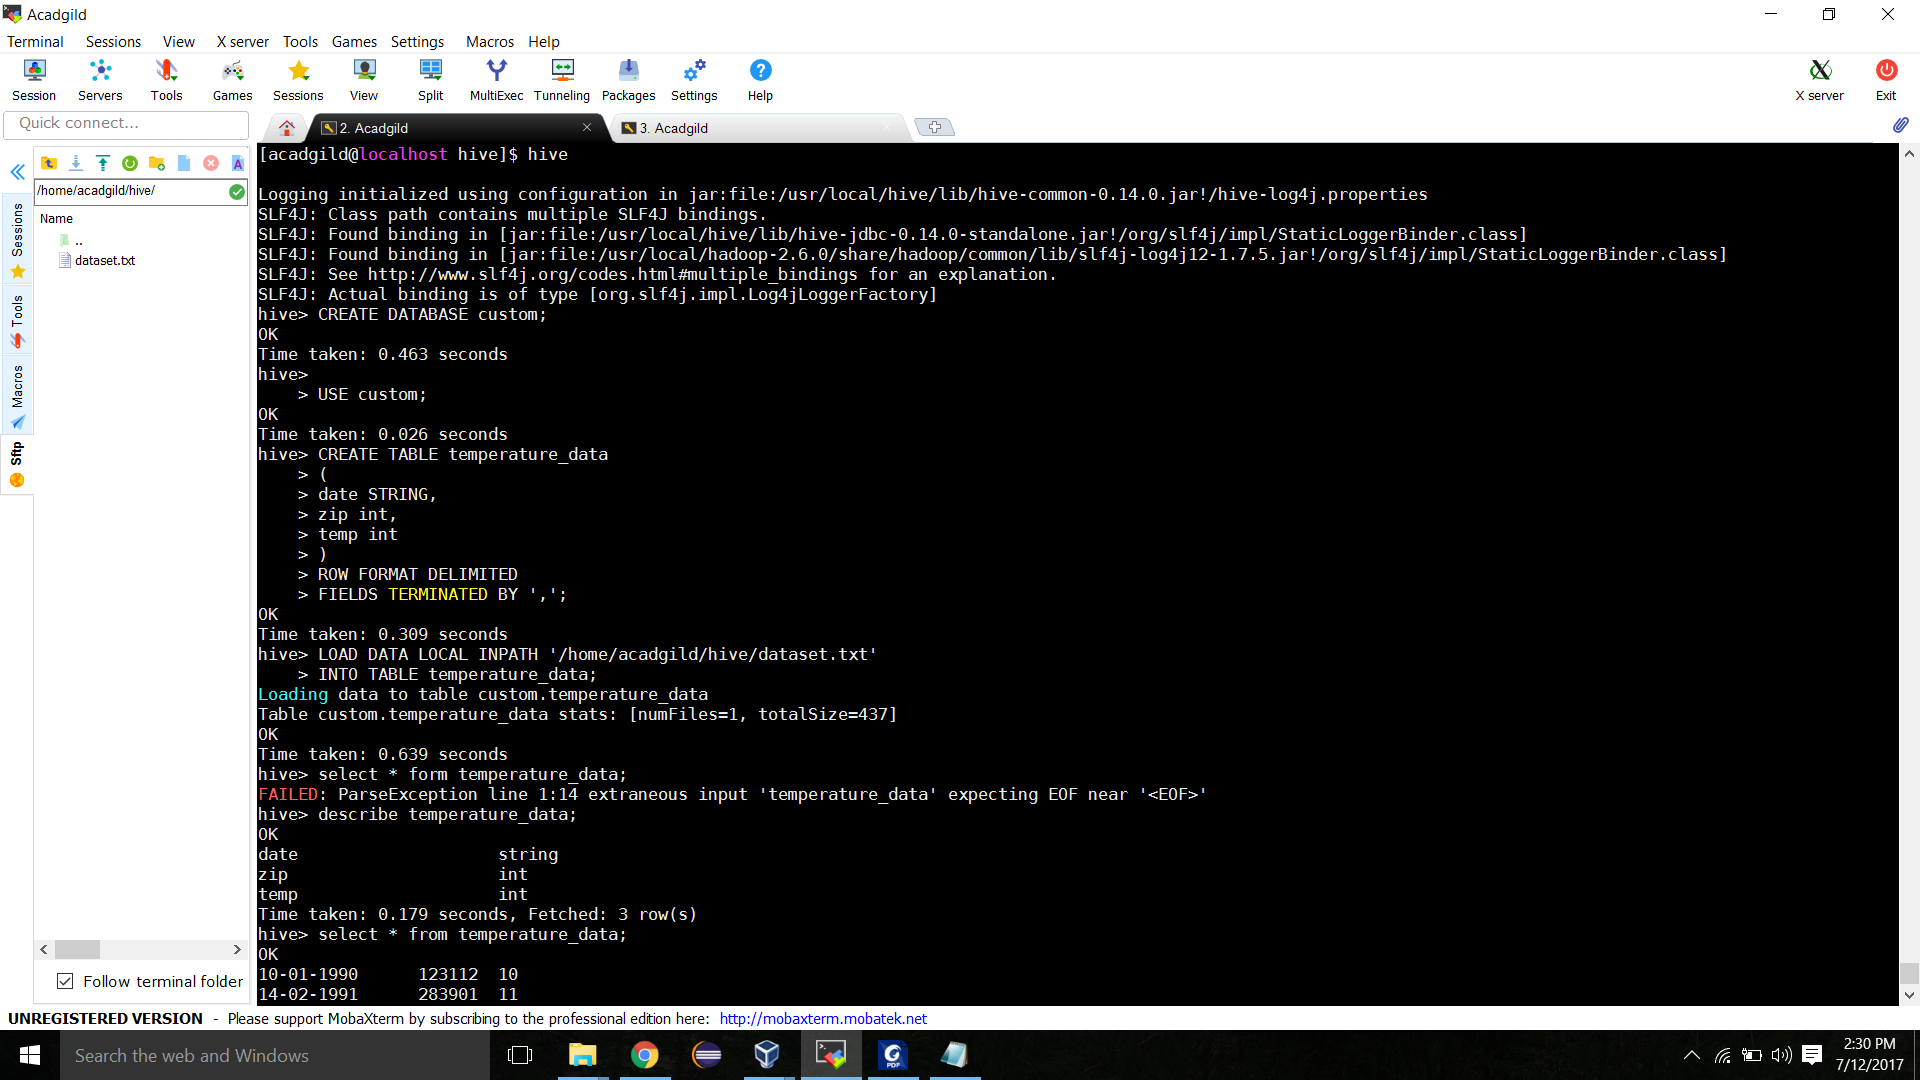 Acadgild
Terminal Sessions View X server Tools Games Settings Macros Help
Session Servers Tools Games Sessions View Split MultiExec Tunneling Packages Settings Help X server Exit
Quick connect...
2. Acadgild
3. Acadgild
/home/acadgild/hive/
Name
..
dataset.txt
Sessions
Tools
Macros
Sftp
Follow terminal folder
[acadgild@localhost hive]$ hive
Logging initialized using configuration in jar:file:/usr/local/hive/lib/hive-common-0.14.0.jar!/hive-log4j.properties
SLF4J: Class path contains multiple SLF4J bindings.
SLF4J: Found binding in [jar:file:/usr/local/hive/lib/hive-jdbc-0.14.0-standalone.jar!/org/slf4j/impl/StaticLoggerBinder.class]
SLF4J: Found binding in [jar:file:/usr/local/hadoop-2.6.0/share/hadoop/common/lib/slf4j-log4j12-1.7.5.jar!/org/slf4j/impl/StaticLoggerBinder.class]
SLF4J: See http://www.slf4j.org/codes.html#multiple_bindings for an explanation.
SLF4J: Actual binding is of type [org.slf4j.impl.Log4jLoggerFactory]
hive> CREATE DATABASE custom;
OK
Time taken: 0.463 seconds
hive>
    > USE custom;
OK
Time taken: 0.026 seconds
hive> CREATE TABLE temperature_data
    > (
    > date STRING,
    > zip int,
    > temp int
    > )
    > ROW FORMAT DELIMITED
    > FIELDS TERMINATED BY ',';
OK
Time taken: 0.309 seconds
hive> LOAD DATA LOCAL INPATH '/home/acadgild/hive/dataset.txt'
    > INTO TABLE temperature_data;
Loading data to table custom.temperature_data
Table custom.temperature_data stats: [numFiles=1, totalSize=437]
OK
Time taken: 0.639 seconds
hive> select * form temperature_data;
FAILED: ParseException line 1:14 extraneous input 'temperature_data' expecting EOF near '<EOF>'
hive> describe temperature_data;
OK
date                    string
zip                     int
temp                    int
Time taken: 0.179 seconds, Fetched: 3 row(s)
hive> select * from temperature_data;
OK
10-01-1990      123112  10
14-02-1991      283901  11
UNREGISTERED VERSION - Please support MobaXterm by subscribing to the professional edition here: http://mobaxterm.mobatek.net
Search the web and Windows
PDF
2:30 PM
7/12/2017